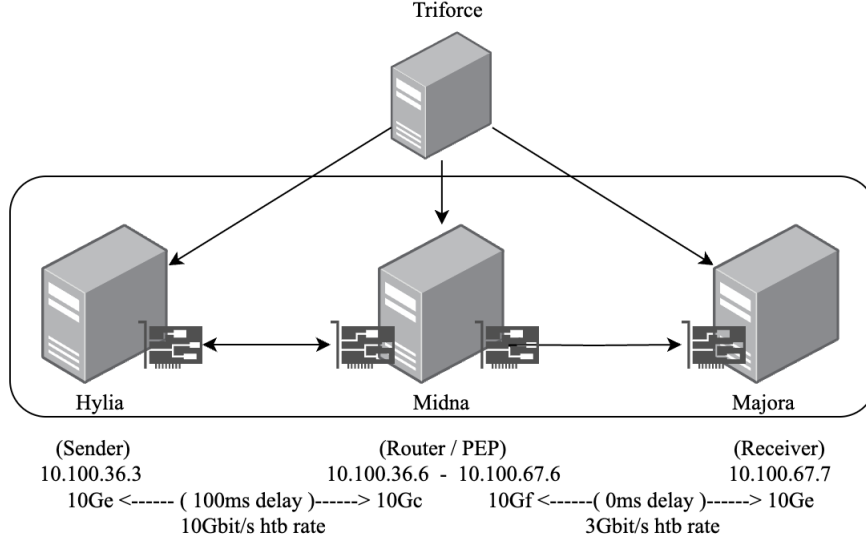 Triforce
Hylia Midna Majora
(Sender) (Router / PEP) (Receiver)
10.100.36.3 10.100.36.6 - 10.100.67.6 10.100.67.7
10Ge <------ ( 100ms delay )------> 10Gc 10Gf <------( 0ms delay )------> 10Ge
10Gbit/s htb rate 3Gbit/s htb rate